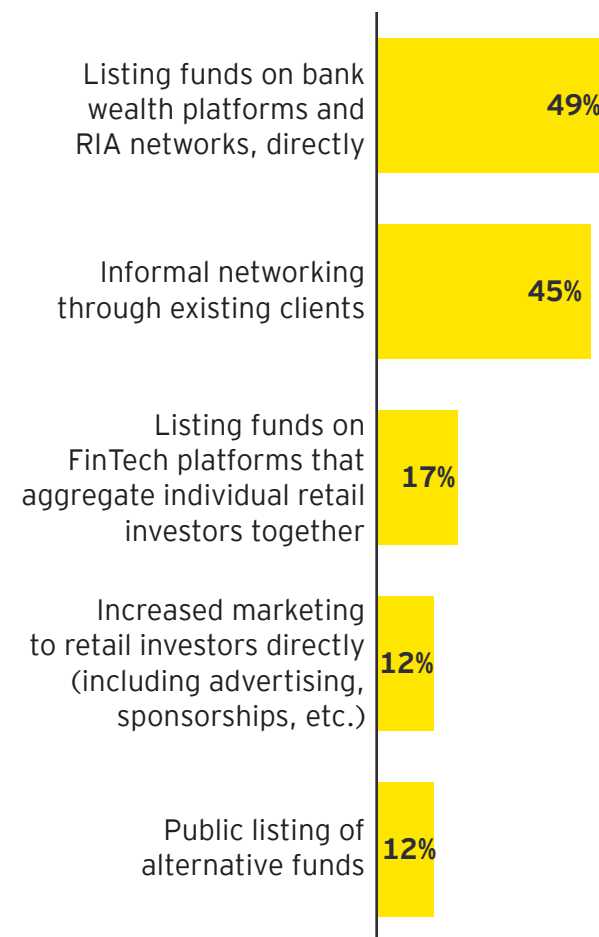 Listing funds on bank
wealth platforms and
RIA networks, directly
49%
Informal networking
through existing clients
45%
Listing funds on
FinTech platforms that
aggregate individual retail
investors together
17%
Increased marketing
to retail investors directly
(including advertising,
sponsorships, etc.)
12%
Public listing of
alternative funds
12%